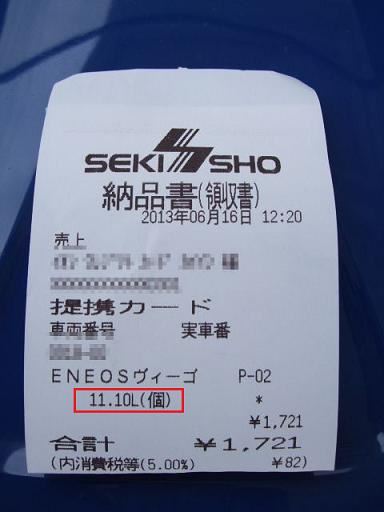 SEKI SHO
納品書(領収書)
2013年06月16日 12:20
売上
様
提携カード
車両番号 実車番
ENEOSヴィーゴ P-02
11.10L(個) *
¥1,721
合計 ¥1,721
(内消費税等(5.00%) ¥82)